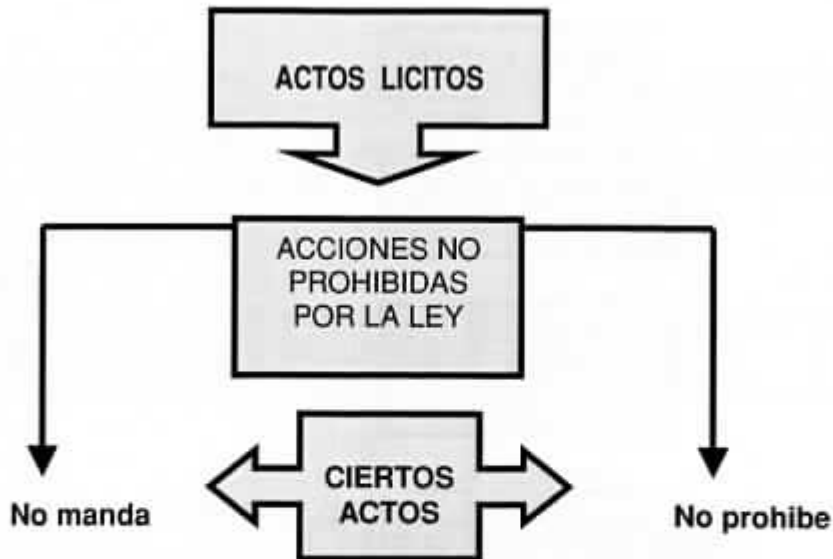 ACTOS LICITOS
ACCIONES NO
PROHIBIDAS
POR LA LEY
No manda
CIERTOS
ACTOS
No prohibe